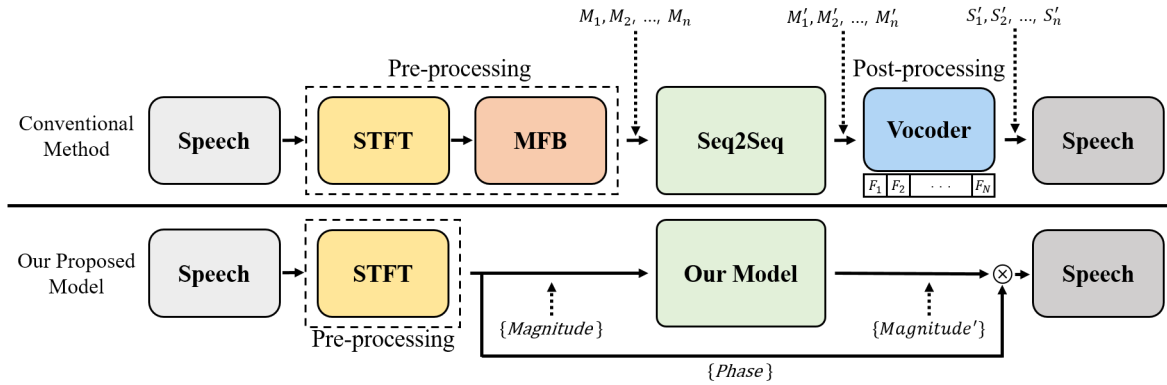 M₁, M₂, ..., Mₙ
M′₁, M′₂, ..., M′ₙ
S′₁, S′₂, ..., S′ₙ
Pre-processing
Post-processing
Conventional
Method
Speech
STFT
MFB
Seq2Seq
Vocoder
Speech
F₁ F₂ · · · F_N
Our Proposed
Model
Speech
STFT
Our Model
⊗
Speech
Pre-processing
{Magnitude}
{Magnitude′}
{Phase}